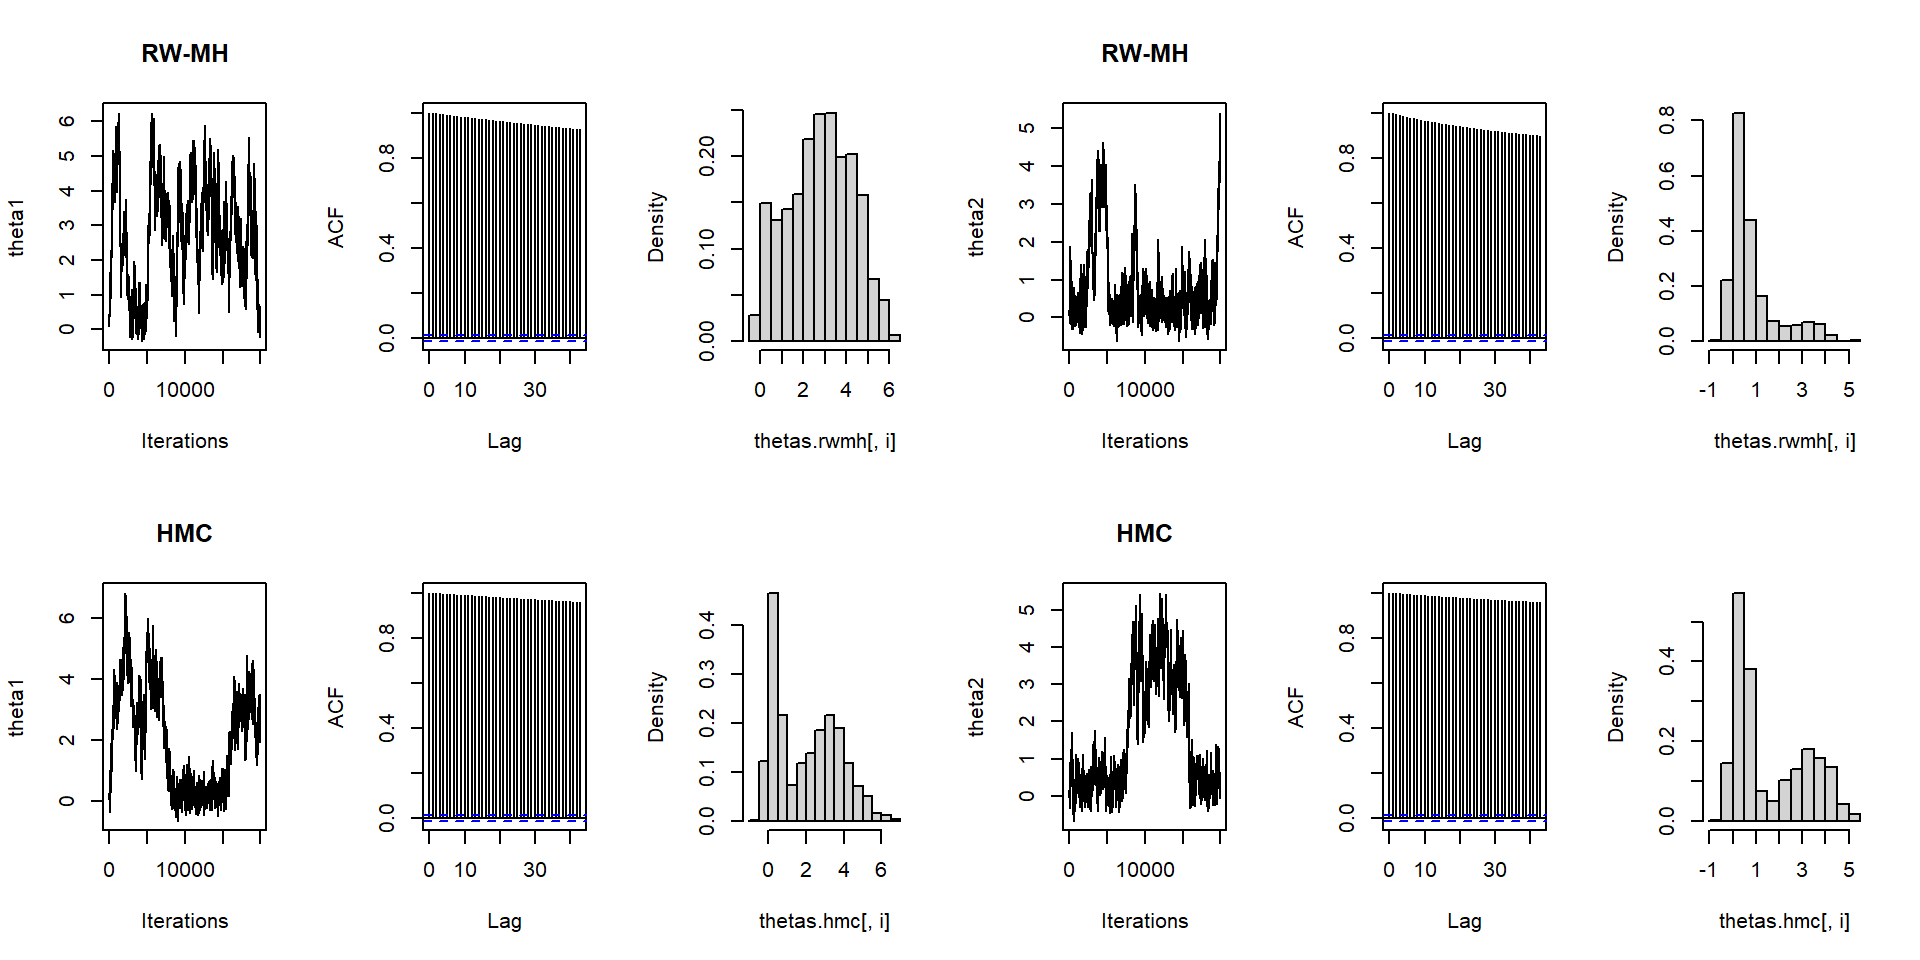 RW-MH
theta1
0 1 2 3 4 5 6
0 10000
Iterations
ACF
0.0 0.4 0.8
0 10 30
Lag
Density
0.00 0.10 0.20
0 2 4 6
thetas.rwmh[, i]
RW-MH
theta2
0 1 2 3 4 5
0 10000
Iterations
ACF
0.0 0.4 0.8
0 10 30
Lag
Density
0.0 0.2 0.4 0.6 0.8
-1 1 3 5
thetas.rwmh[, i]
HMC
theta1
0 2 4 6
0 10000
Iterations
ACF
0.0 0.4 0.8
0 10 30
Lag
Density
0.0 0.1 0.2 0.3 0.4
0 2 4 6
thetas.hmc[, i]
HMC
theta2
0 1 2 3 4 5
0 10000
Iterations
ACF
0.0 0.4 0.8
0 10 30
Lag
Density
0.0 0.2 0.4
-1 1 3 5
thetas.hmc[, i]